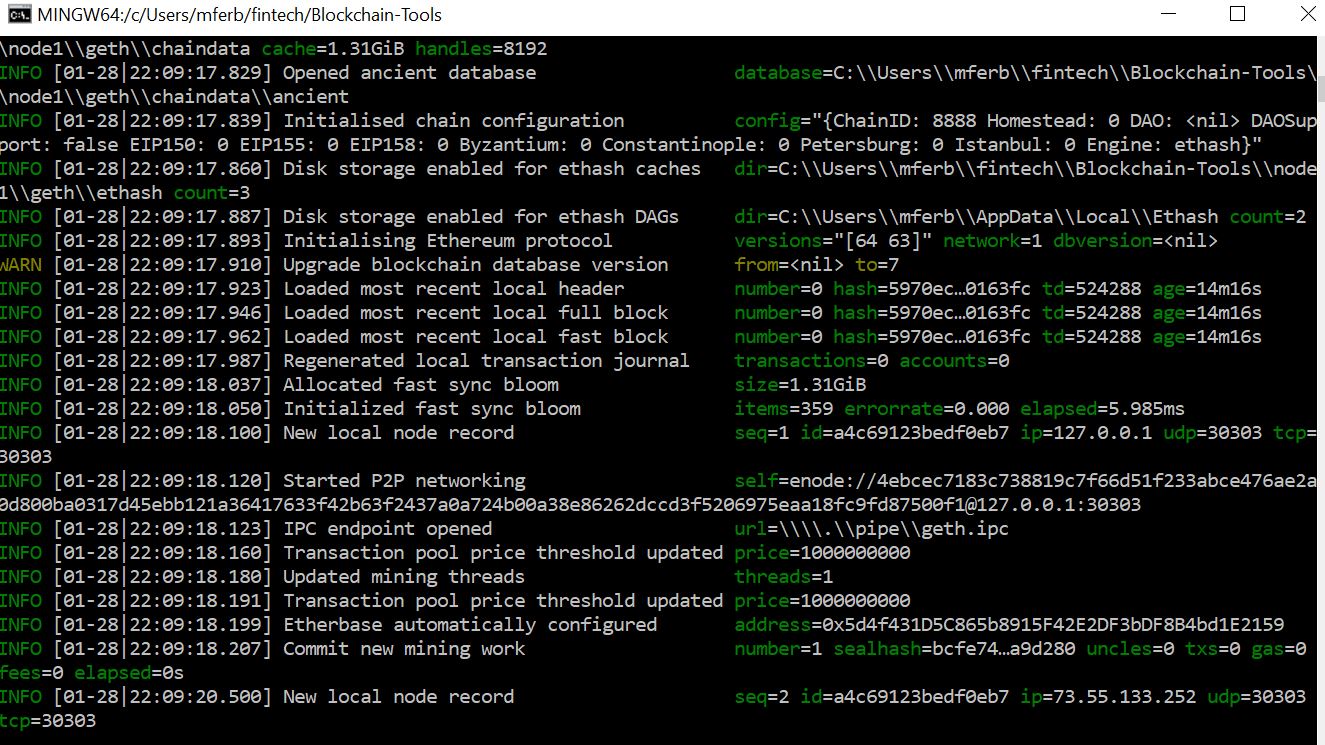 MINGW64:/c/Users/mferb/fintech/Blockchain-Tools
\node1\\geth\\chaindata cache=1.31GiB handles=8192
INFO [01-28|22:09:17.829] Opened ancient database database=C:\\Users\\mferb\\fintech\\Blockchain-Tools\
\node1\\geth\\chaindata\\ancient
INFO [01-28|22:09:17.839] Initialised chain configuration config="{ChainID: 8888 Homestead: 0 DAO: <nil> DAOSup
port: false EIP150: 0 EIP155: 0 EIP158: 0 Byzantium: 0 Constantinople: 0 Petersburg: 0 Istanbul: 0 Engine: ethash}"
INFO [01-28|22:09:17.860] Disk storage enabled for ethash caches dir=C:\\Users\\mferb\\fintech\\Blockchain-Tools\\node
1\\geth\\ethash count=3
INFO [01-28|22:09:17.887] Disk storage enabled for ethash DAGs dir=C:\\Users\\mferb\\AppData\\Local\\Ethash count=2
INFO [01-28|22:09:17.893] Initialising Ethereum protocol versions="[64 63]" network=1 dbversion=<nil>
WARN [01-28|22:09:17.910] Upgrade blockchain database version from=<nil> to=7
INFO [01-28|22:09:17.923] Loaded most recent local header number=0 hash=5970ec…0163fc td=524288 age=14m16s
INFO [01-28|22:09:17.946] Loaded most recent local full block number=0 hash=5970ec…0163fc td=524288 age=14m16s
INFO [01-28|22:09:17.962] Loaded most recent local fast block number=0 hash=5970ec…0163fc td=524288 age=14m16s
INFO [01-28|22:09:17.987] Regenerated local transaction journal transactions=0 accounts=0
INFO [01-28|22:09:18.037] Allocated fast sync bloom size=1.31GiB
INFO [01-28|22:09:18.050] Initialized fast sync bloom items=359 errorrate=0.000 elapsed=5.985ms
INFO [01-28|22:09:18.100] New local node record seq=1 id=a4c69123bedf0eb7 ip=127.0.0.1 udp=30303 tcp=
30303
INFO [01-28|22:09:18.120] Started P2P networking self=enode://4ebcec7183c738819c7f66d51f233abce476ae2a
0d800ba0317d45ebb121a36417633f42b63f2437a0a724b00a38e86262dccd3f5206975eaa18fc9fd87500f1@127.0.0.1:30303
INFO [01-28|22:09:18.123] IPC endpoint opened url=\\\\.\\pipe\\geth.ipc
INFO [01-28|22:09:18.160] Transaction pool price threshold updated price=1000000000
INFO [01-28|22:09:18.180] Updated mining threads threads=1
INFO [01-28|22:09:18.191] Transaction pool price threshold updated price=1000000000
INFO [01-28|22:09:18.199] Etherbase automatically configured address=0x5d4f431D5C865b8915F42E2DF3bDF8B4bd1E2159
INFO [01-28|22:09:18.207] Commit new mining work number=1 sealhash=bcfe74…a9d280 uncles=0 txs=0 gas=0
fees=0 elapsed=0s
INFO [01-28|22:09:20.500] New local node record seq=2 id=a4c69123bedf0eb7 ip=73.55.133.252 udp=30303
tcp=30303